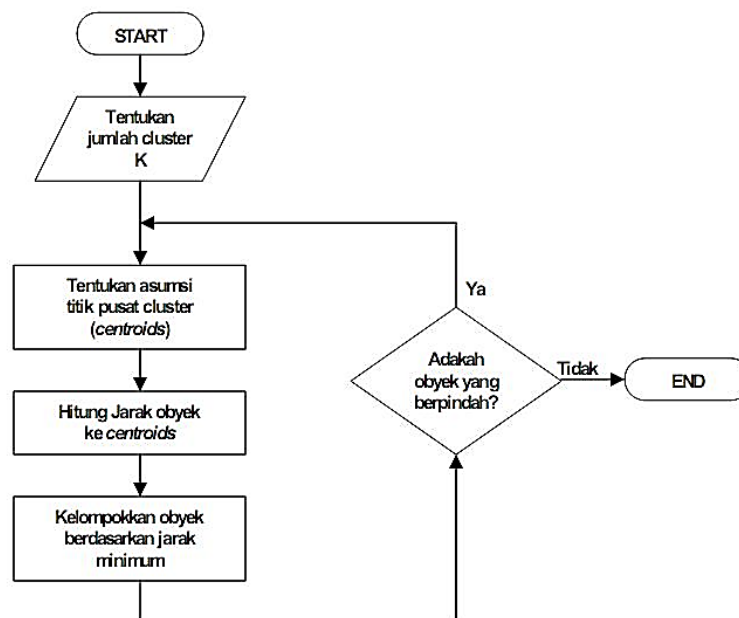 START
Tentukan
jumlah cluster
K
Tentukan asumsi
titik pusat cluster
(centroids)
Hitung Jarak obyek
ke centroids
Kelompokkan obyek
berdasarkan jarak
minimum
Ya
Adakah
obyek yang
berpindah?
Tidak
END